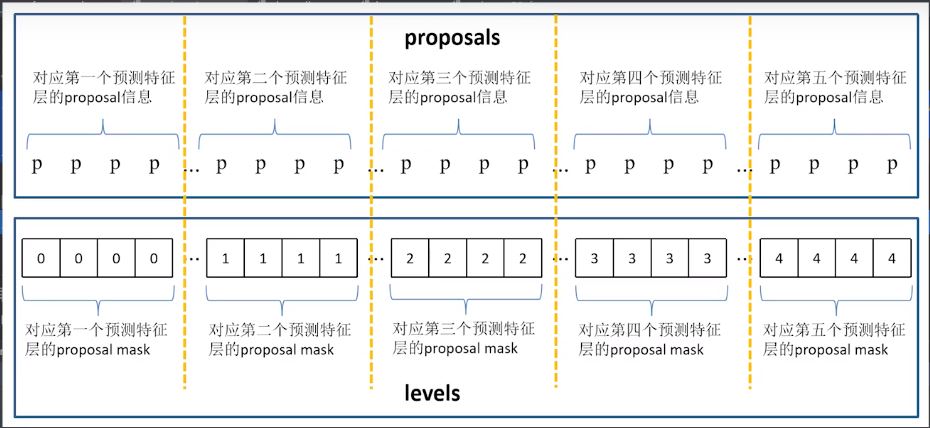 proposals
对应第一个预测特征
层的proposal信息
对应第二个预测特征
层的proposal信息
对应第三个预测特征
层的proposal信息
对应第四个预测特征
层的proposal信息
对应第五个预测特征
层的proposal信息
p p p p ... p p p p ... p p p p ... p p p p ... p p p p
0 0 0 0 ... 1 1 1 1 ... 2 2 2 2 ... 3 3 3 3 ... 4 4 4 4
对应第一个预测特征
层的proposal mask
对应第二个预测特征
层的proposal mask
对应第三个预测特征
层的proposal mask
对应第四个预测特征
层的proposal mask
对应第五个预测特征
层的proposal mask
levels